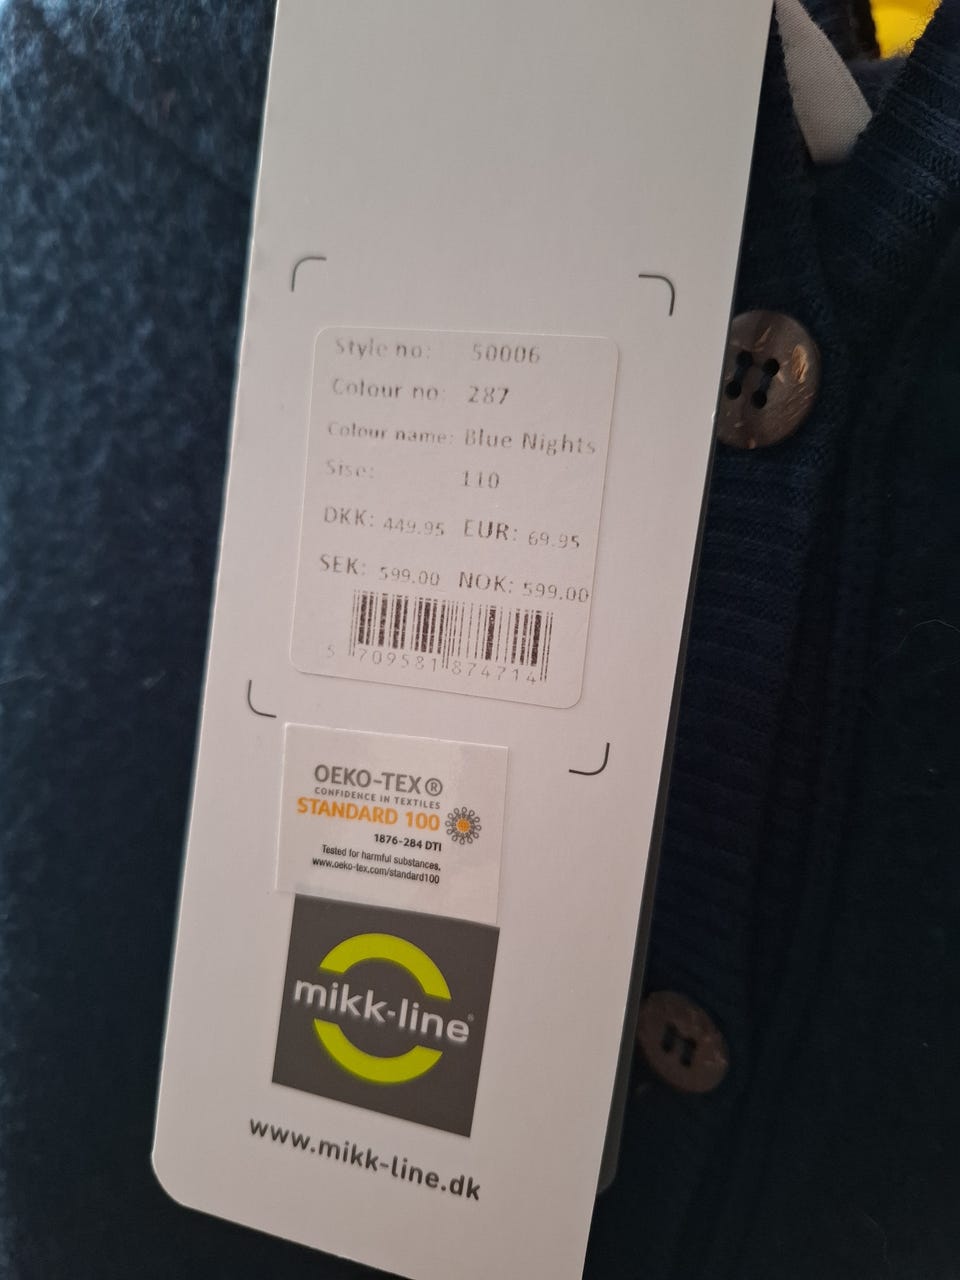 Style no: 50006
Colour no: 287
Colour name: Blue Nights
Sise: 110
DKK: 449.95 EUR: 69.95
SEK: 599.00 NOK: 599.00
5 709581 874714
OEKO-TEX®
CONFIDENCE IN TEXTILES
STANDARD 100
1876-284 DTI
Tested for harmful substances.
www.oeko-tex.com/standard100
mikk-line®
www.mikk-line.dk